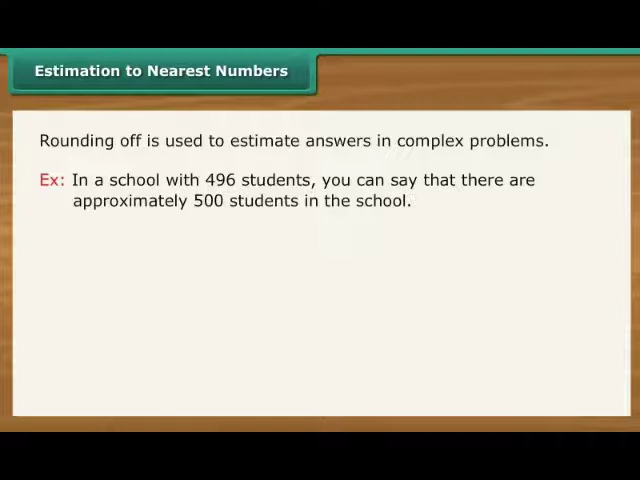 Estimation to Nearest Numbers
Rounding off is used to estimate answers in complex problems.
Ex: In a school with 496 students, you can say that there are
approximately 500 students in the school.